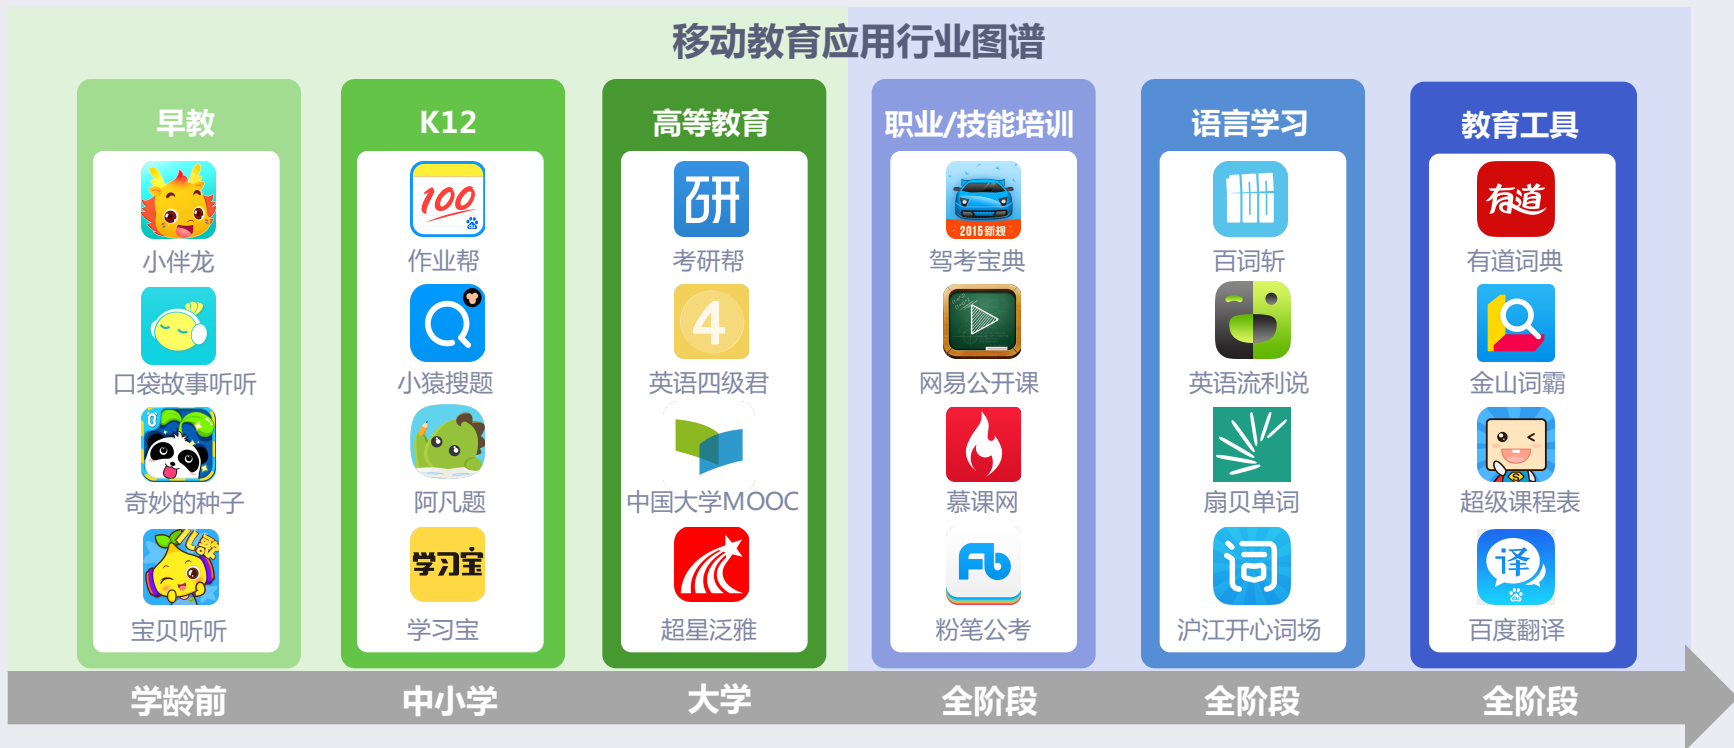 移动教育应用行业图谱
早教
K12
高等教育
职业/技能培训
语言学习
教育工具
100
研
2015新规
100
有道
小伴龙
作业帮
考研帮
驾考宝典
百词斩
有道词典
4
口袋故事听听
小猿搜题
英语四级君
网易公开课
英语流利说
金山词霸
奇妙的种子
阿凡题
中国大学MOOC
慕课网
扇贝单词
超级课程表
儿歌
学习宝
Fb
词
译
宝贝听听
学习宝
超星泛雅
粉笔公考
沪江开心词场
百度翻译
学龄前
中小学
大学
全阶段
全阶段
全阶段